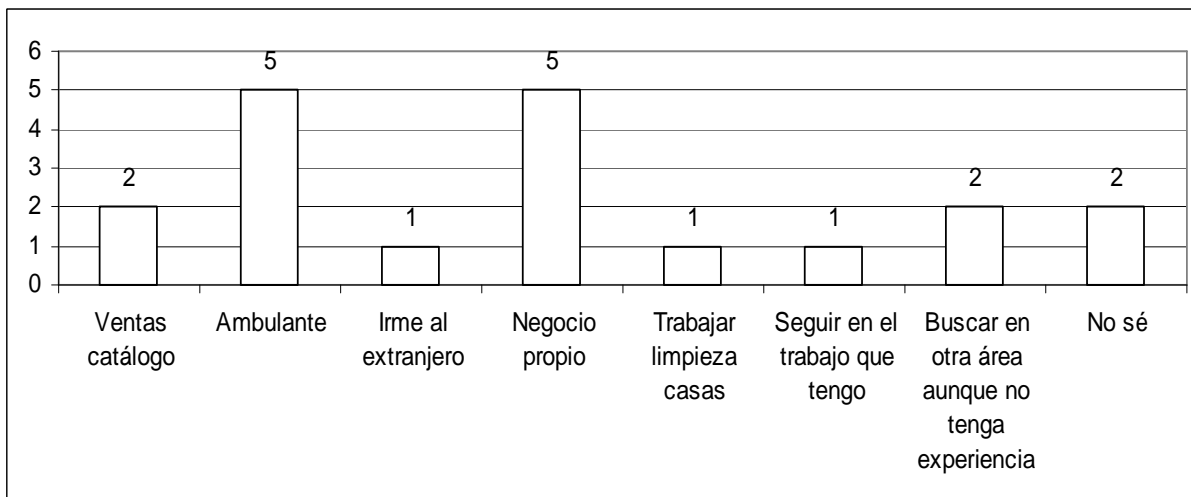 6
5
4
3
2
1
0
2
5
1
5
1
1
2
2
Ventas
catálogo
Ambulante
Irme al
extranjero
Negocio
propio
Trabajar
limpieza
casas
Seguir en el
trabajo que
tengo
Buscar en
otra área
aunque no
tenga
experiencia
No sé